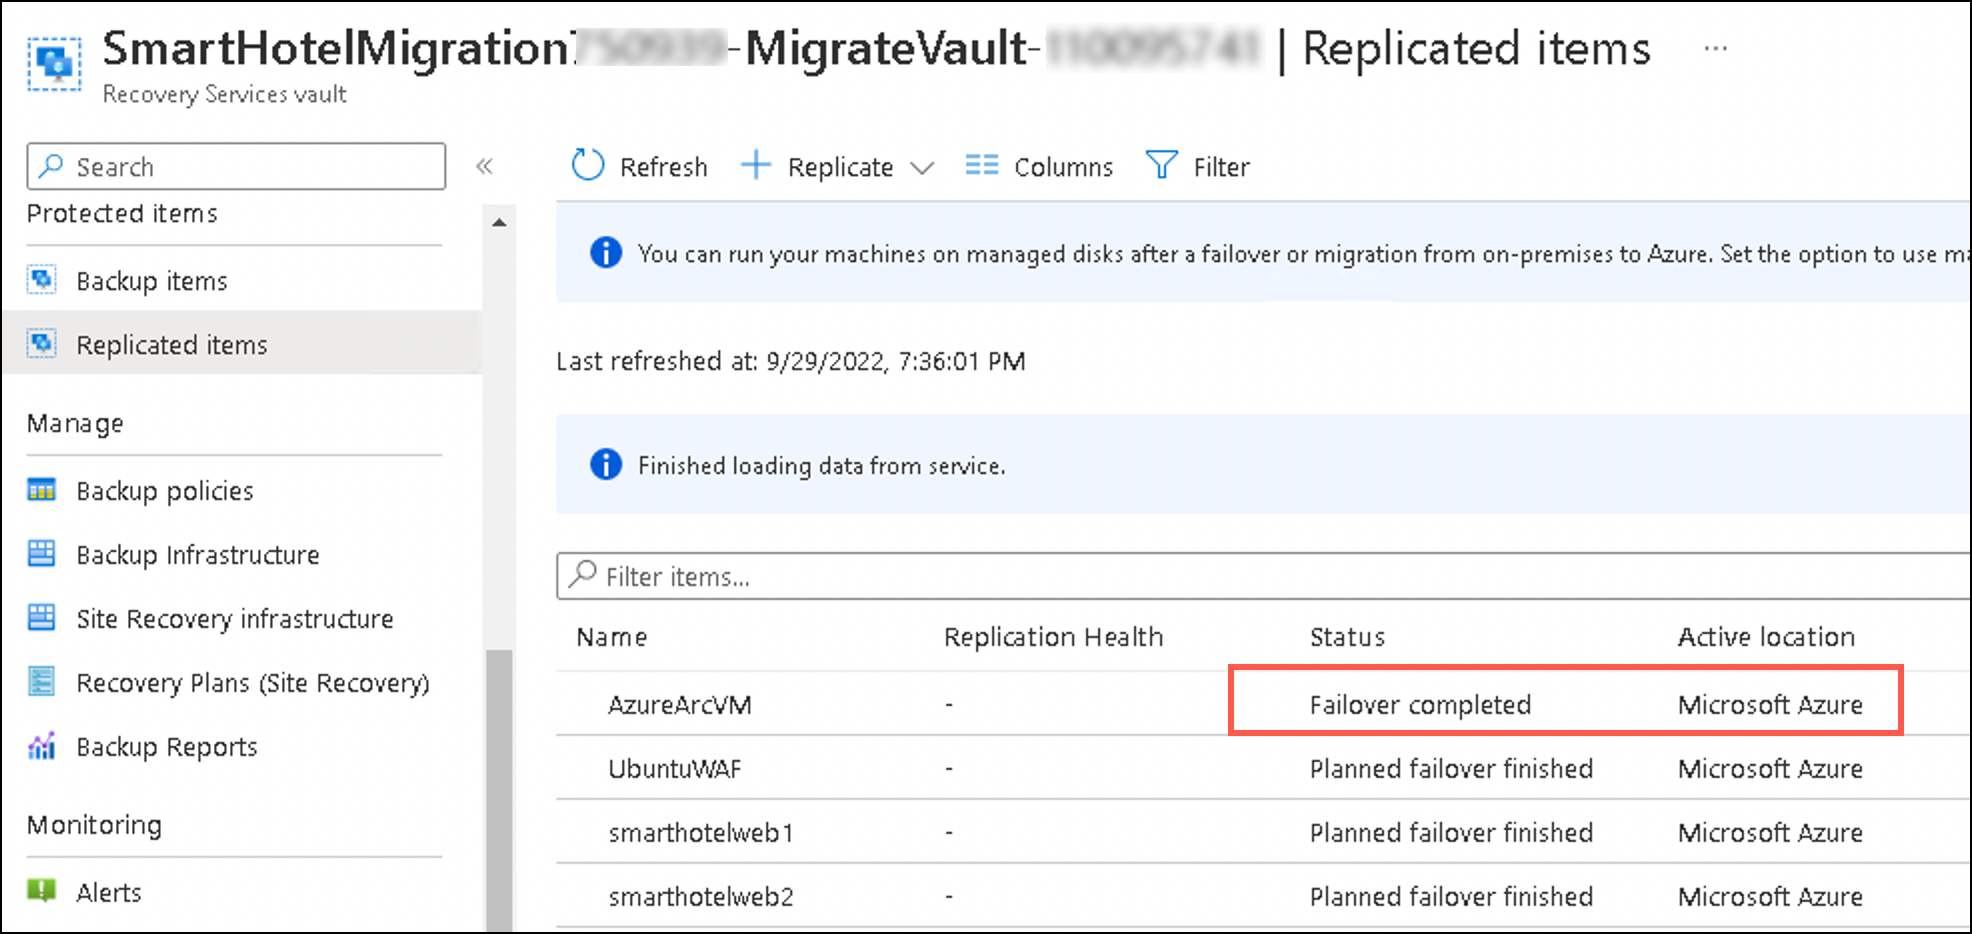 SmartHotelMigration -MigrateVault- | Replicated items ...
Recovery Services vault
Search
«
Refresh
Replicate
Columns
Filter
Protected items
Backup items
Replicated items
Manage
Backup policies
Backup Infrastructure
Site Recovery infrastructure
Recovery Plans (Site Recovery)
Backup Reports
Monitoring
Alerts
You can run your machines on managed disks after a failover or migration from on-premises to Azure. Set the option to use
Last refreshed at: 9/29/2022, 7:36:01 PM
Finished loading data from service.
Filter items...
Name Replication Health Status Active location
AzureArcVM - Failover completed Microsoft Azure
UbuntuWAF - Planned failover finished Microsoft Azure
smarthotelweb1 - Planned failover finished Microsoft Azure
smarthotelweb2 - Planned failover finished Microsoft Azure